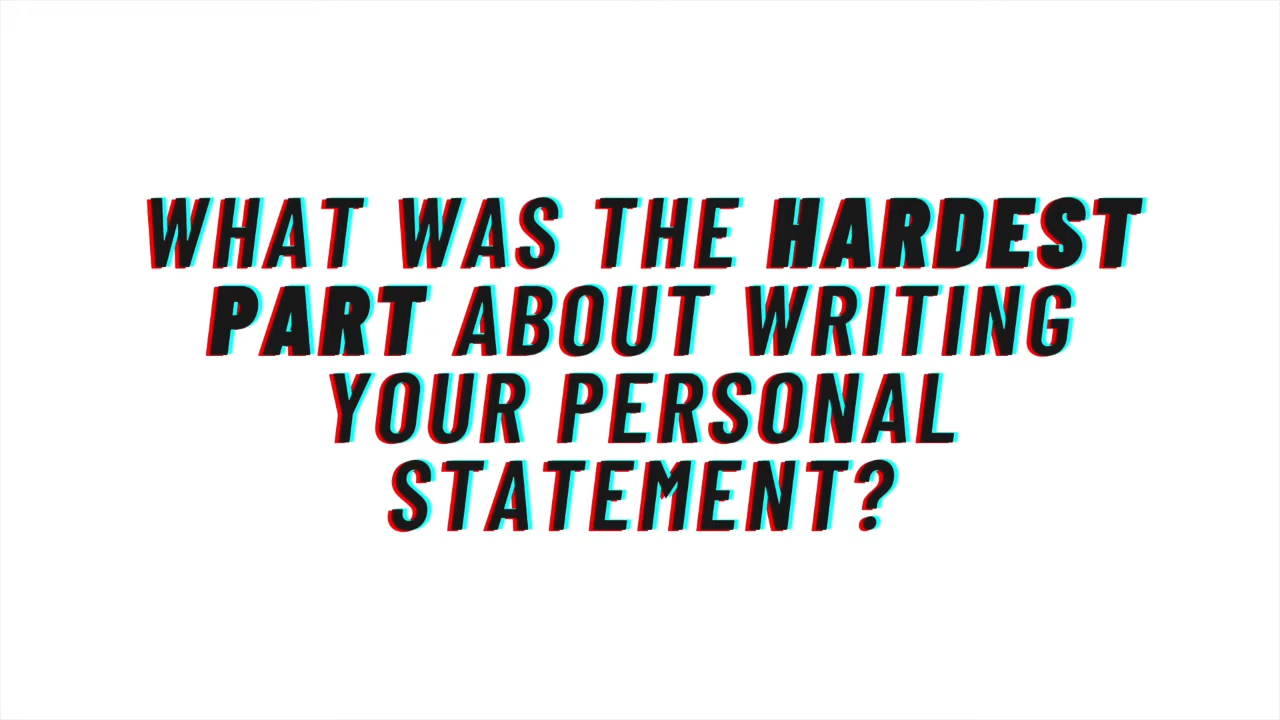 WHAT WAS THE HARDEST
PART ABOUT WRITING
YOUR PERSONAL
STATEMENT?